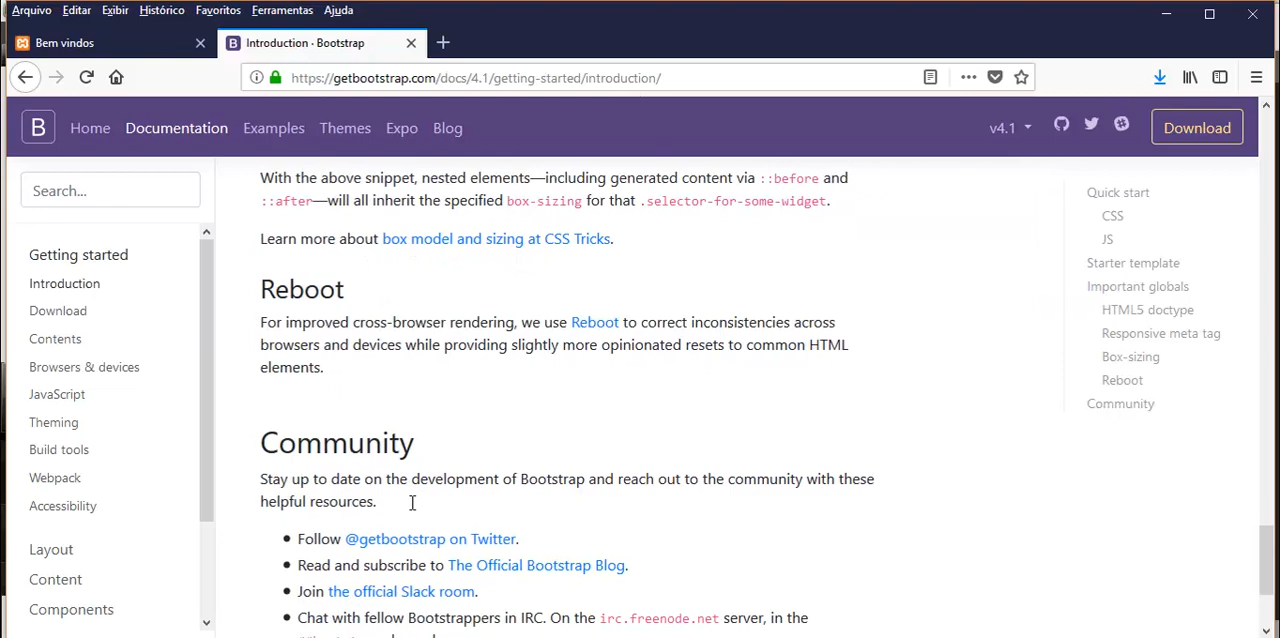 Arquivo Editar Exibir Histórico Favoritos Ferramentas Ajuda
Bem vindos
B Introduction · Bootstrap
https://getbootstrap.com/docs/4.1/getting-started/introduction/
B Home Documentation Examples Themes Expo Blog v4.1 Download
Search...
Getting started
Introduction
Download
Contents
Browsers & devices
JavaScript
Theming
Build tools
Webpack
Accessibility
Layout
Content
Components
With the above snippet, nested elements—including generated content via ::before and
::after—will all inherit the specified box-sizing for that .selector-for-some-widget.
Learn more about box model and sizing at CSS Tricks.
Reboot
For improved cross-browser rendering, we use Reboot to correct inconsistencies across
browsers and devices while providing slightly more opinionated resets to common HTML
elements.
Community
Stay up to date on the development of Bootstrap and reach out to the community with these
helpful resources.
Follow @getbootstrap on Twitter.
Read and subscribe to The Official Bootstrap Blog.
Join the official Slack room.
Chat with fellow Bootstrappers in IRC. On the irc.freenode.net server, in the
Quick start
CSS
JS
Starter template
Important globals
HTML5 doctype
Responsive meta tag
Box-sizing
Reboot
Community